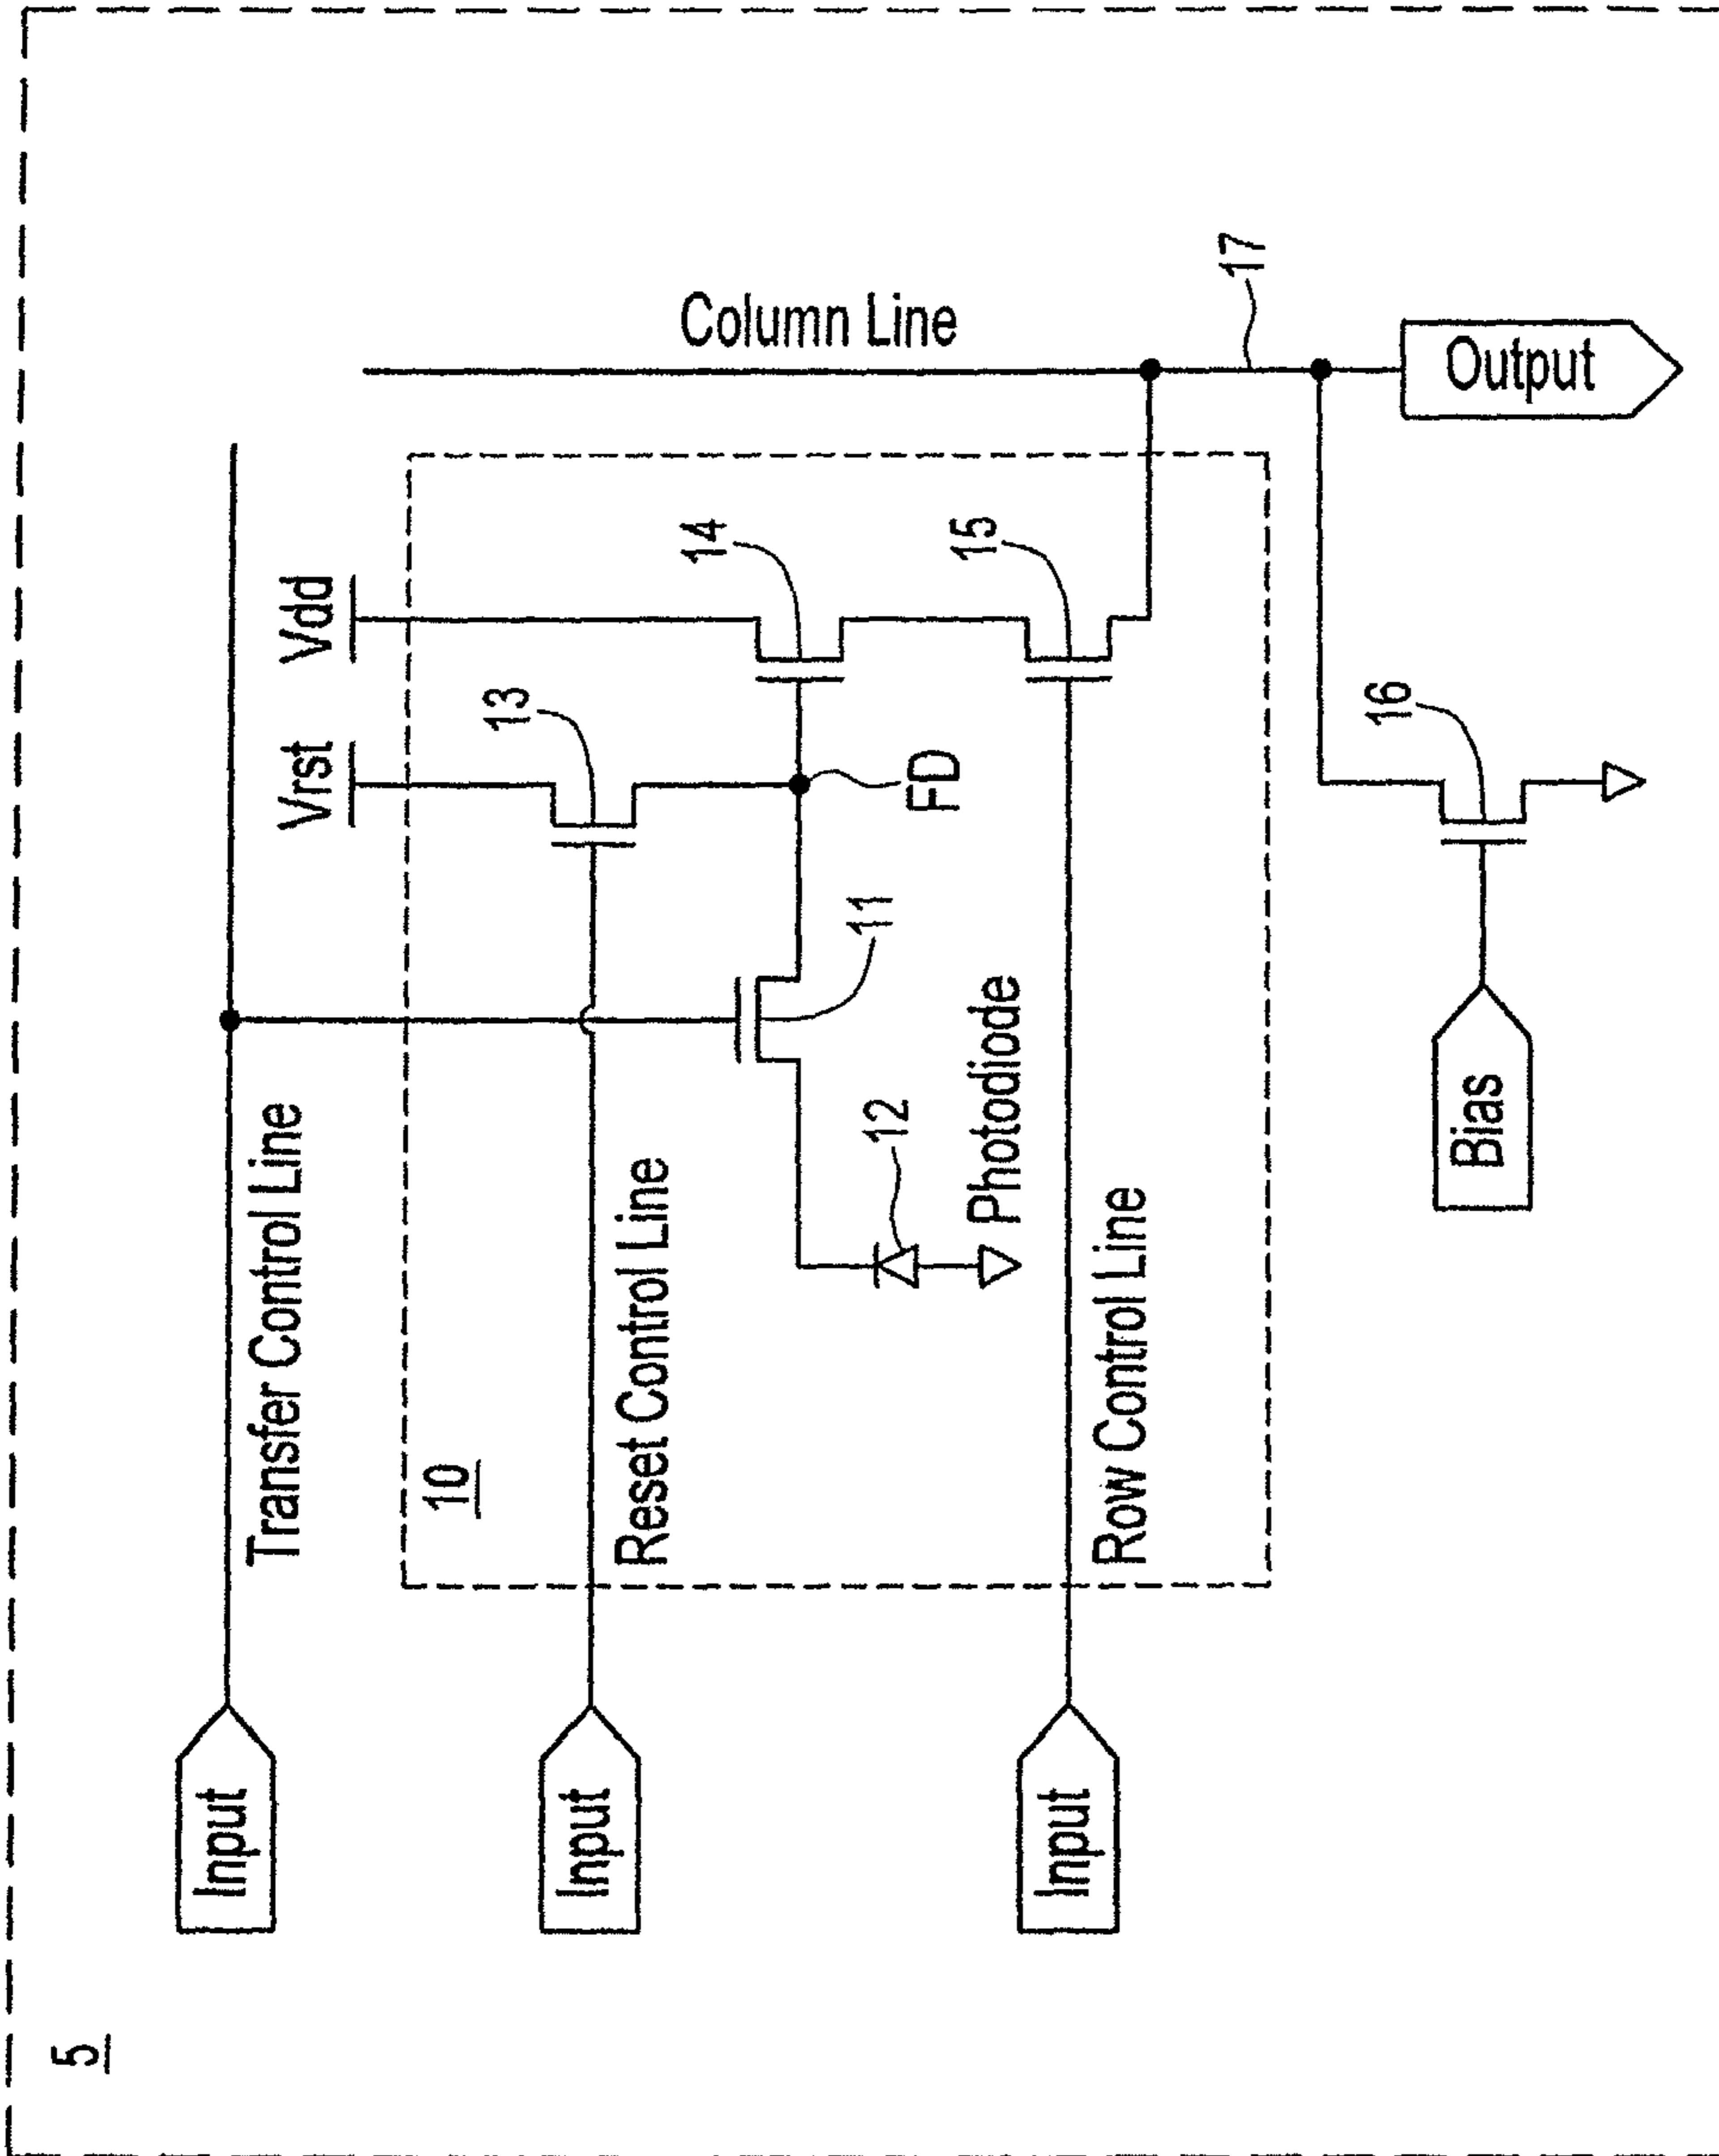 5
Input
Transfer Control Line
Vrst
Vdd
Column Line
10
13
14
Input
Reset Control Line
11
FD
12
Photodiode
15
Input
Row Control Line
17
16
Bias
Output